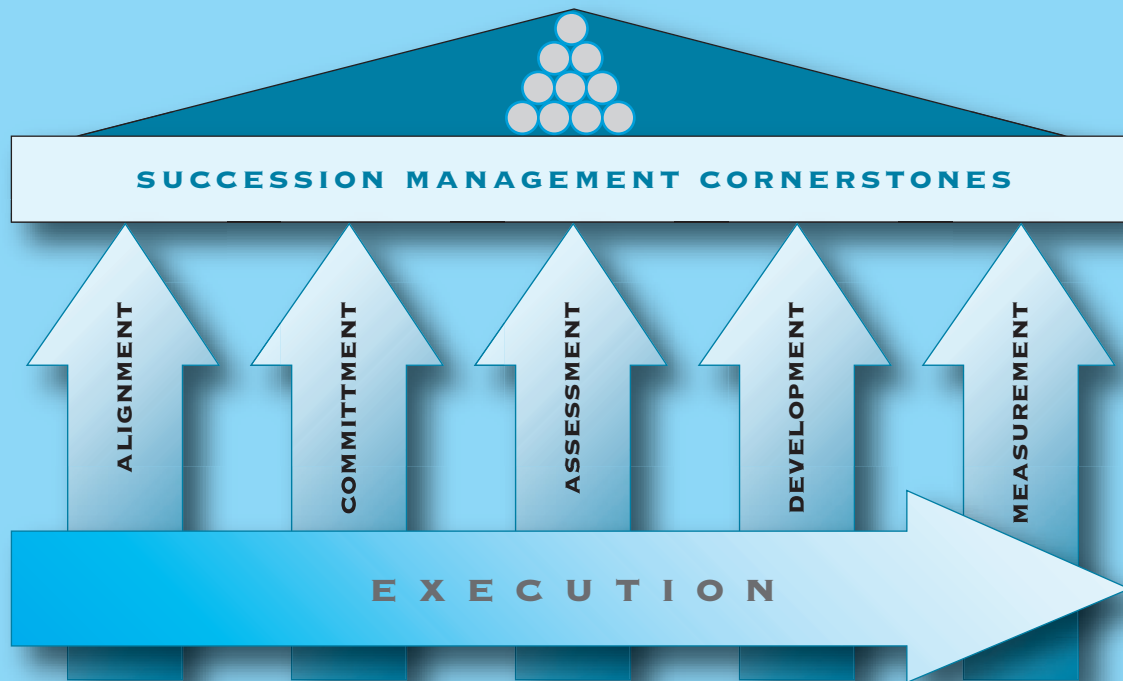 SUCCESSION MANAGEMENT CORNERSTONES
ALIGNMENT
COMMITTMENT
ASSESSMENT
DEVELOPMENT
MEASUREMENT
EXECUTION